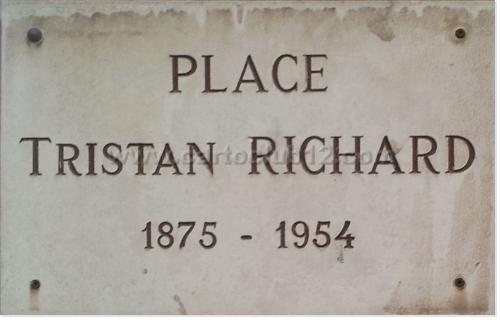 PLACE
TRISTAN RICHARD
1875 - 1954